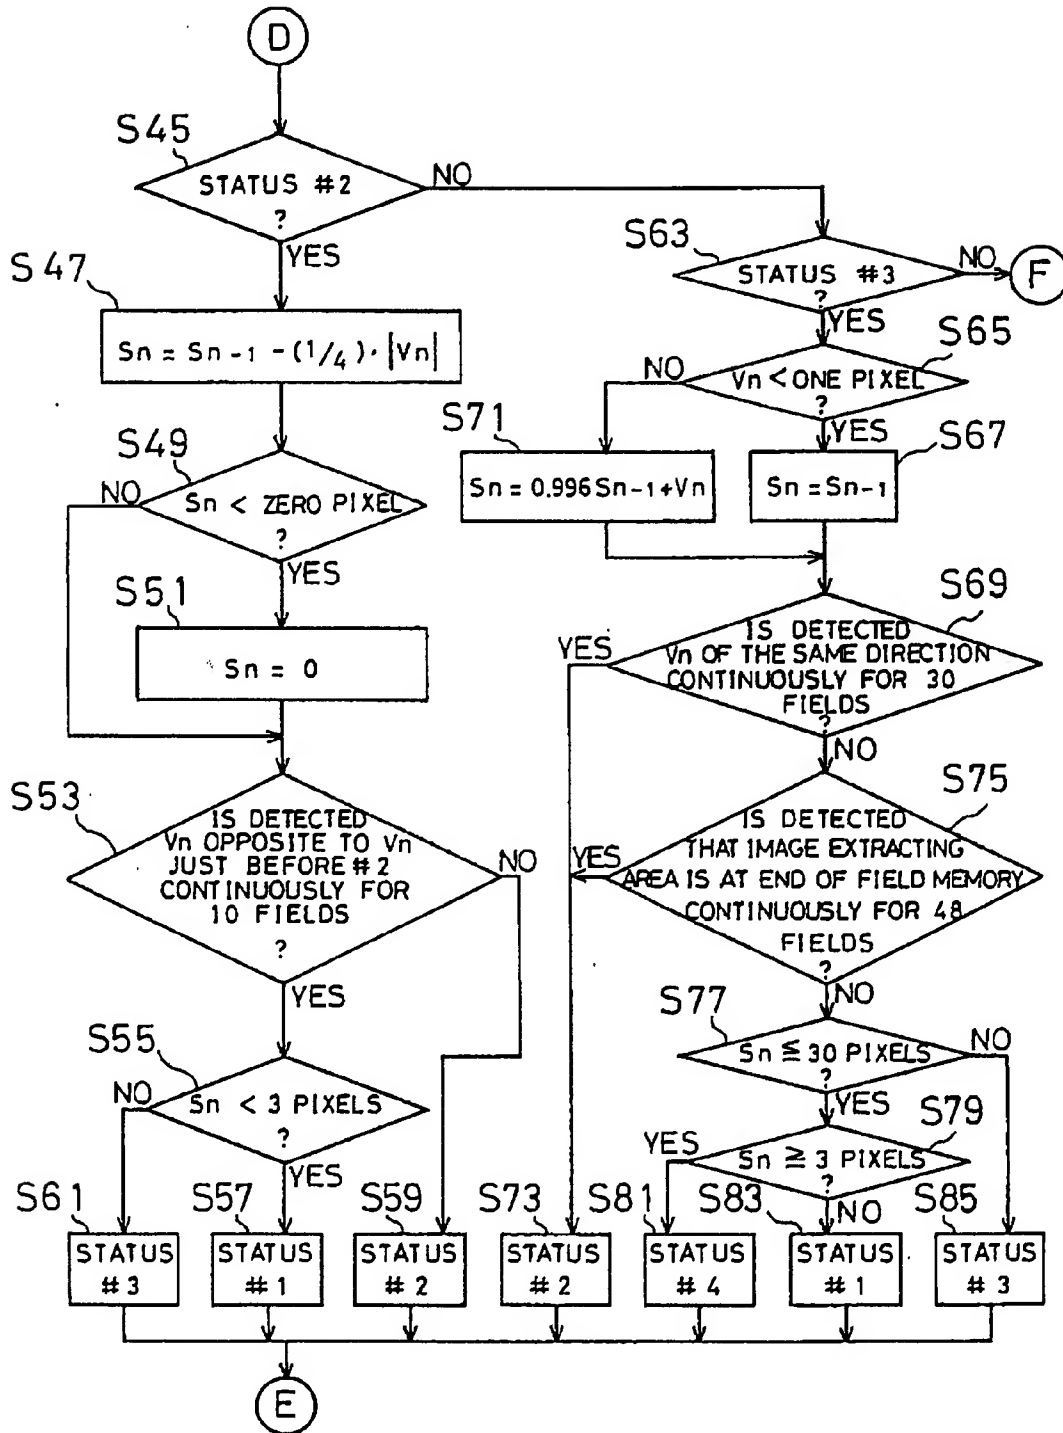 D
S45
STATUS #2
?
NO
YES
S47
Sn = Sn-1 - (1/4)·|Vn|
S49
NO
Sn < ZERO PIXEL
?
YES
S51
Sn = 0
S53
IS DETECTED
Vn OPPOSITE TO Vn
JUST BEFORE #2
CONTINUOUSLY FOR
10 FIELDS
?
NO
YES
S55
NO
Sn < 3 PIXELS
?
YES
S63
STATUS #3
?
NO
F
YES
S65
NO
Vn < ONE PIXEL
?
YES
S71
Sn = 0.996Sn-1+Vn
S67
Sn = Sn-1
S69
YES
IS DETECTED
Vn OF THE SAME DIRECTION
CONTINUOUSLY FOR 30
FIELDS
?
NO
S75
YES
IS DETECTED
THAT IMAGE EXTRACTING
AREA IS AT END OF FIELD MEMORY
CONTINUOUSLY FOR 48
FIELDS
?
NO
S77
Sn ≦ 30 PIXELS
?
NO
YES
S79
YES
Sn ≧ 3 PIXELS
?
NO
S61
STATUS
#3
S57
STATUS
#1
S59
STATUS
#2
S73
STATUS
#2
S81
STATUS
#4
S83
STATUS
#1
S85
STATUS
#3
E